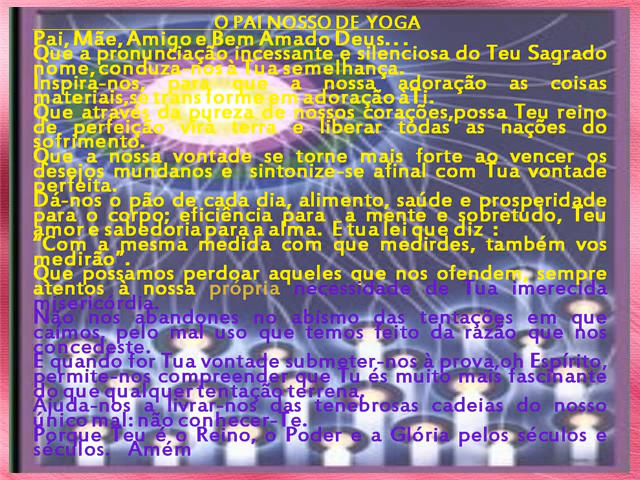 O PAI NOSSO DE YOGA
Pai, Mãe, Amigo e Bem Amado Deus. . .
Que a pronunciação incessante e silenciosa do Teu Sagrado
nome, conduza-nos à Tua semelhança.
Inspira-nos, para que a nossa adoração as coisas
materiais,se trans forme em adoração à Ti.
Que através da pureza de nossos corações,possa Teu reino
de perfeição vira terra e liberar todas as nações do
sofrimento.
Que a nossa vontade se torne mais forte ao vencer os
desejos mundanos e sintonize-se afinal com Tua vontade
perfeita.
Dá-nos o pão de cada dia, alimento, saúde e prosperidade
para o corpo; eficiência para a mente e sobretudo, Teu
amor e sabedoria para a alma. E tua lei que diz :
“Com a mesma medida com que medirdes, também vos
medirão”.
Que possamos perdoar aqueles que nos ofendem, sempre
atentos à nossa própria necessidade de Tua imerecida
misericórdia.
Não nos abandones no abismo das tentações em que
caímos, pelo mal uso que temos feito da razão que nos
concedeste.
E quando for Tua vontade submeter-nos à prova,oh Espírito,
permite-nos compreender que Tu és muito mais fascinante
do que qualquer tentação terrena.
Ajuda-nos a livrar-nos das tenebrosas cadeias do nosso
único mal: não conhecer-Te.
Porque Teu é o Reino, o Poder e a Glória pelos séculos e
séculos. Amém